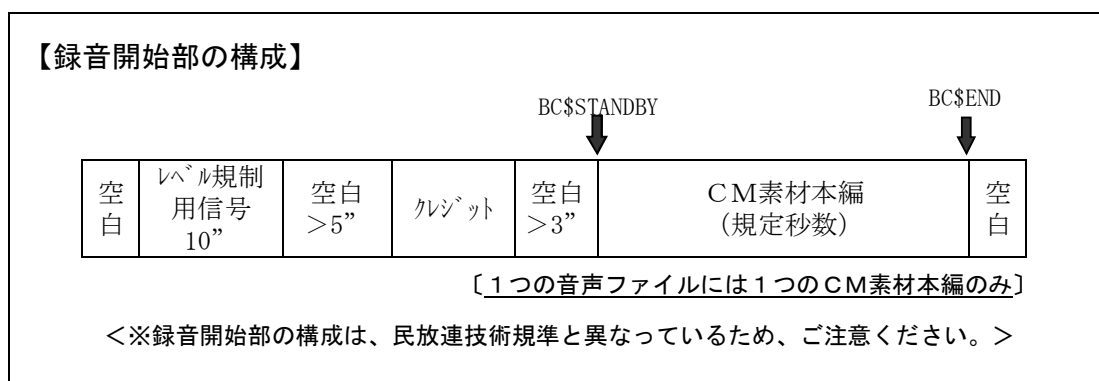 【録音開始部の構成】
BC$STANDBY
BC$END
空
白
ﾚﾍﾞﾙ規制
用信号
10”
空白
＞5”
ｸﾚｼﾞｯﾄ
空白
＞3”
ＣＭ素材本編
（規定秒数）
空
白
〔１つの音声ファイルには１つのＣＭ素材本編のみ〕
＜※録音開始部の構成は、民放連技術規準と異なっているため、ご注意ください。＞